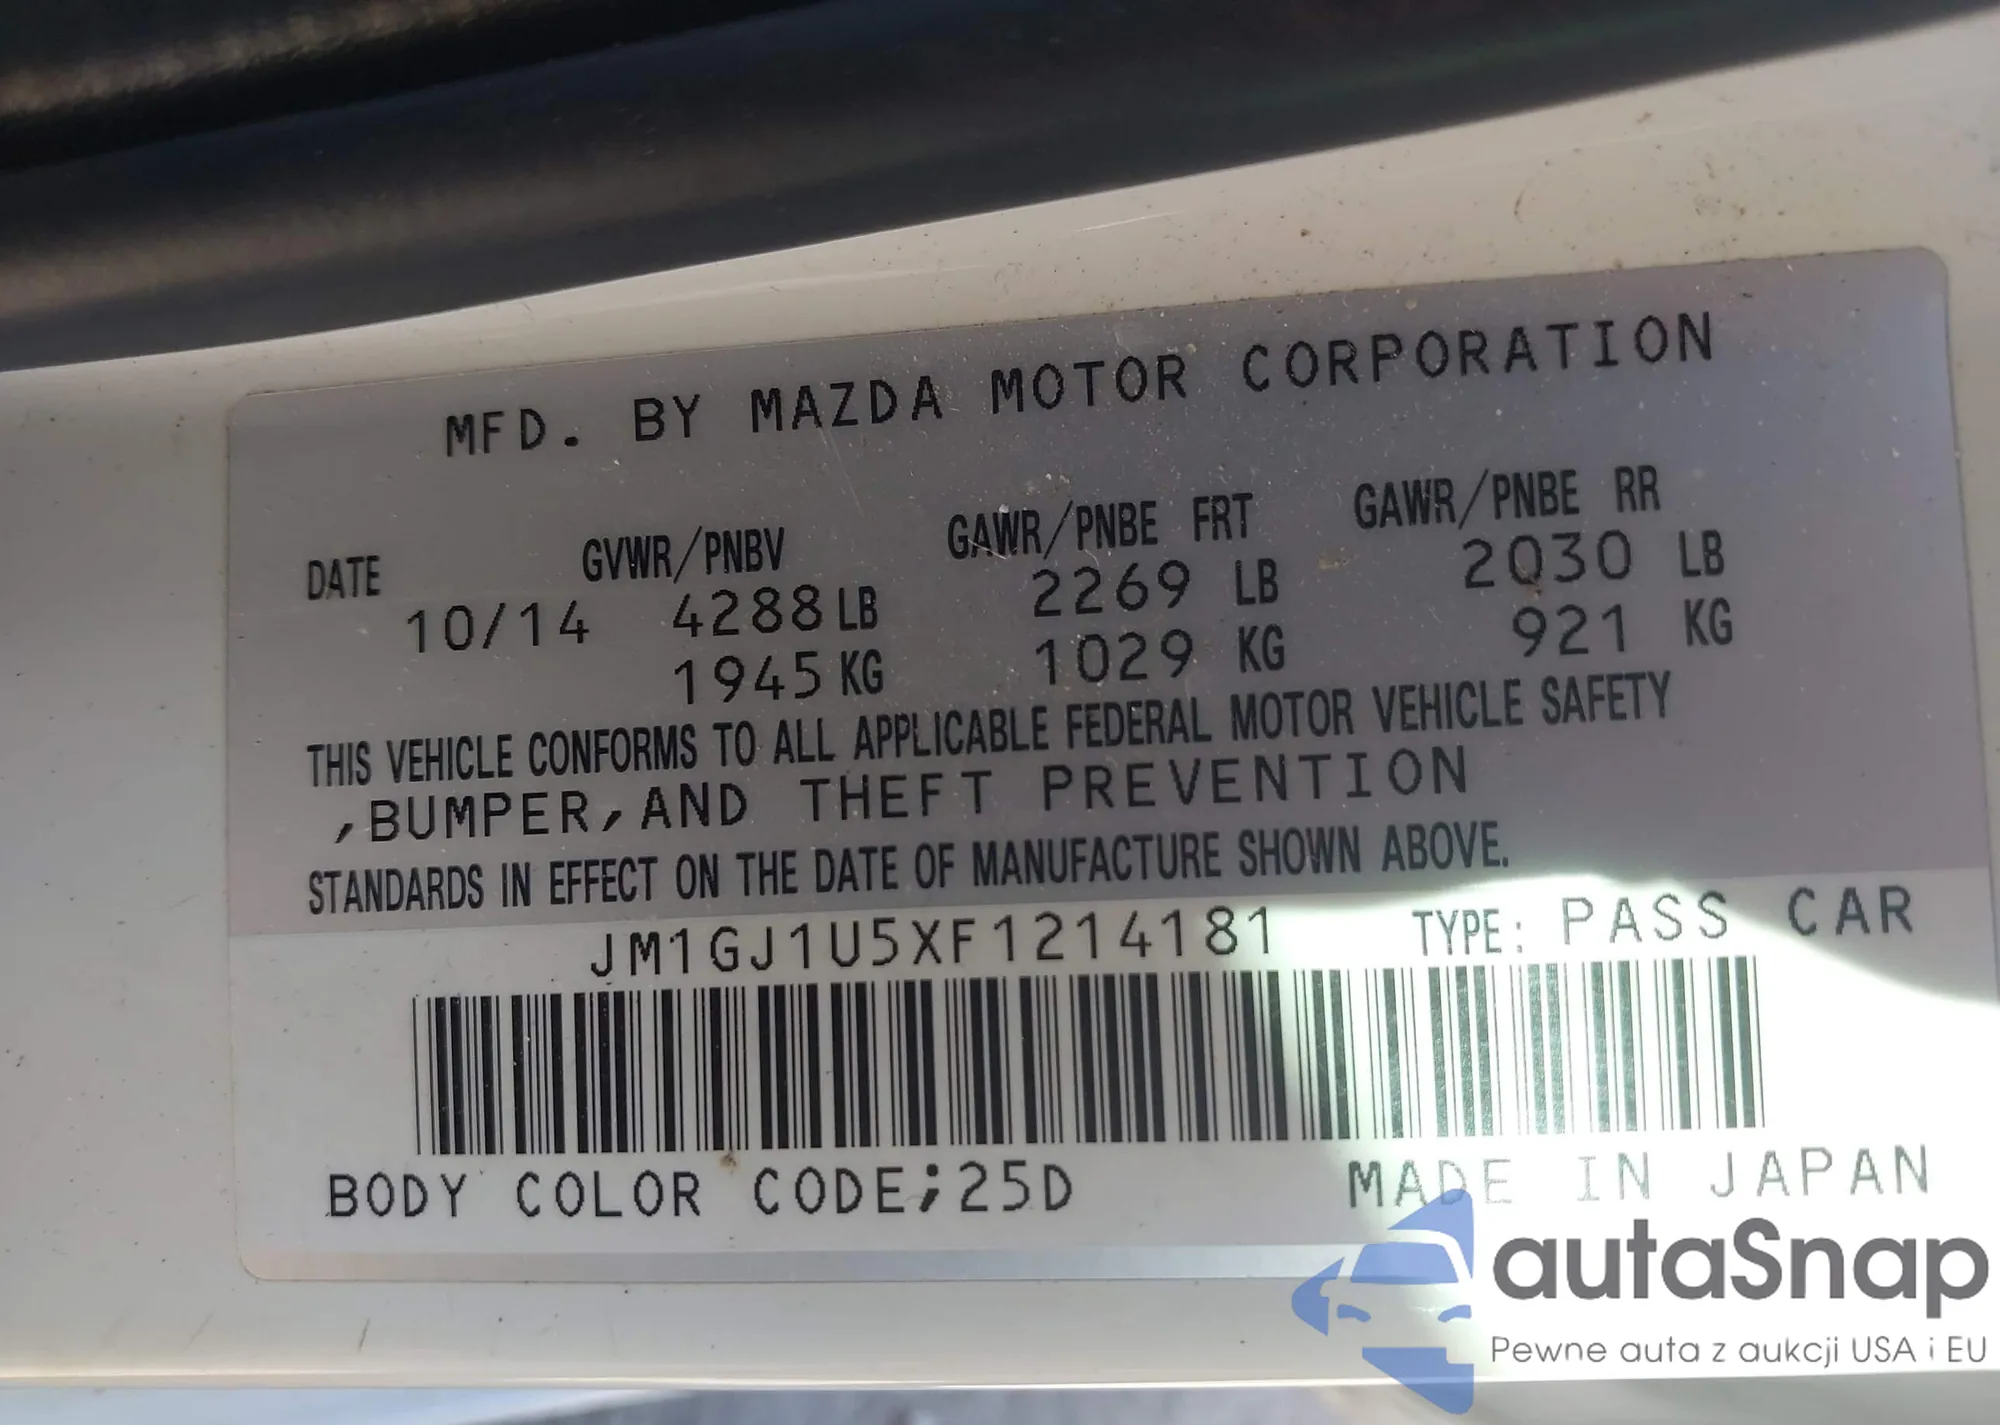 MFD. BY MAZDA MOTOR CORPORATION
DATE GVWR/PNBV GAWR/PNBE FRT GAWR/PNBE RR
10/14 4288 LB 2269 LB 2030 LB
1945 KG 1029 KG 921 KG
THIS VEHICLE CONFORMS TO ALL APPLICABLE FEDERAL MOTOR VEHICLE SAFETY
,BUMPER,AND THEFT PREVENTION
STANDARDS IN EFFECT ON THE DATE OF MANUFACTURE SHOWN ABOVE.
JM1GJ1U5XF1214181 TYPE: PASS CAR
BODY COLOR CODE;25D MADE IN JAPAN
autaSnap
Pewne auta z aukcji USA i EU